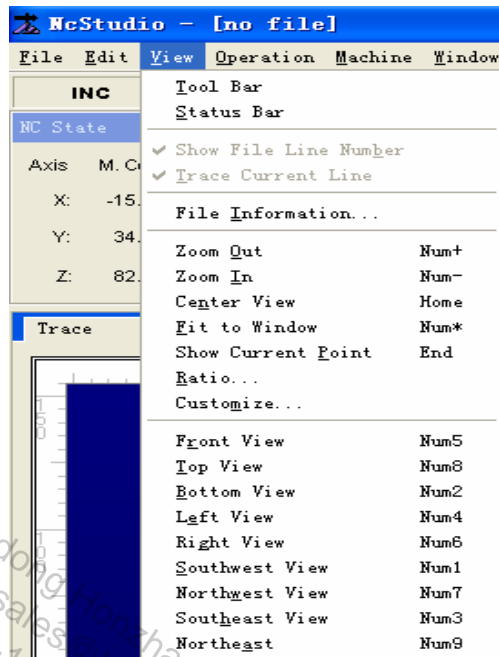 NcStudio - [no file]
File Edit View Operation Machine Window
INC
NC State
Axis M. C
X: -15.
Y: 34.
Z: 82.
Trace
Tool Bar
Status Bar
Show File Line Number
Trace Current Line
File Information...
Zoom Out Num+
Zoom In Num-
Center View Home
Fit to Window Num*
Show Current Point End
Ratio...
Customize...
Front View Num5
Top View Num8
Bottom View Num2
Left View Num4
Right View Num6
Southwest View Num1
Northwest View Num7
Southeast View Num3
Northeast Num9